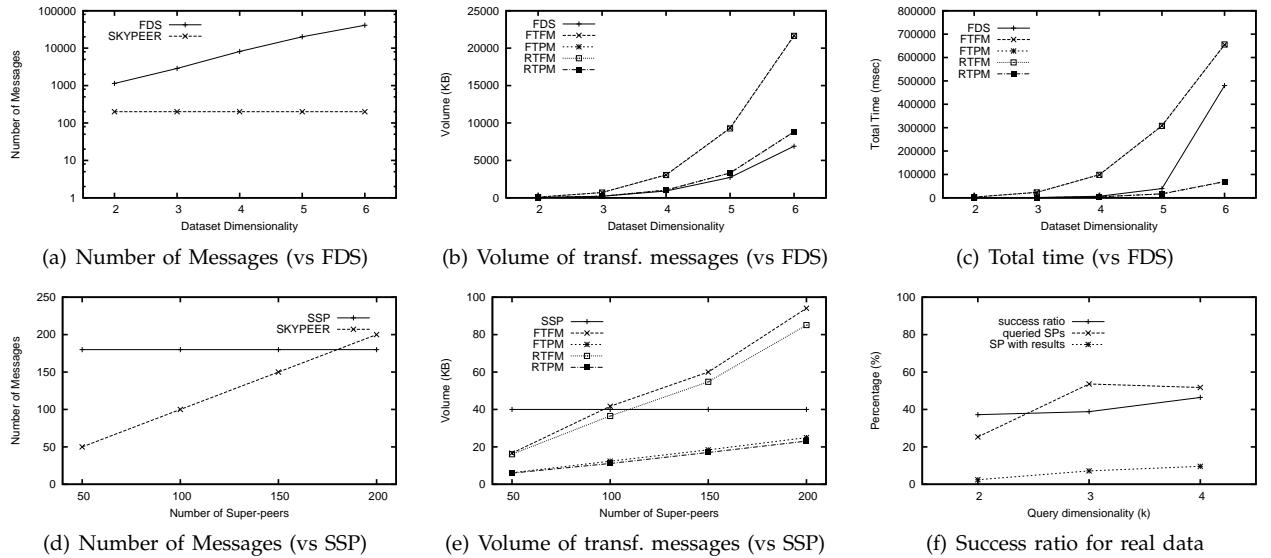 100000
10000
1000
100
10
1
Number of Messages
FDS
SKYPEER
2 3 4 5 6
Dataset Dimensionality
(a) Number of Messages (vs FDS)
25000
20000
15000
10000
5000
0
Volume (KB)
FDS
FTFM
FTPM
RTFM
RTPM
2 3 4 5 6
Dataset Dimensionality
(b) Volume of transf. messages (vs FDS)
800000
700000
600000
500000
400000
300000
200000
100000
0
Total Time (msec)
FDS
FTFM
FTPM
RTFM
RTPM
2 3 4 5 6
Dataset Dimensionality
(c) Total time (vs FDS)
250
200
150
100
50
0
Number of Messages
SSP
SKYPEER
50 100 150 200
Number of Super-peers
(d) Number of Messages (vs SSP)
100
80
60
40
20
0
Volume (KB)
SSP
FTFM
FTPM
RTFM
RTPM
50 100 150 200
Number of Super-peers
(e) Volume of transf. messages (vs SSP)
100
80
60
40
20
0
Percentage (%)
success ratio
queried SPs
SP with results
2 3 4
Query dimensionality (k)
(f) Success ratio for real data